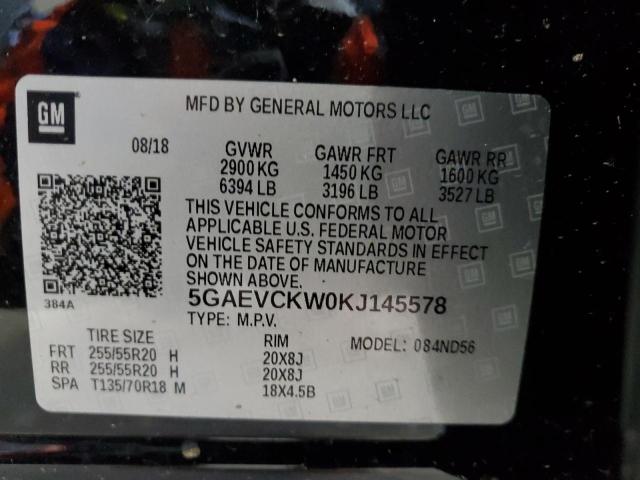 GM
MFD BY GENERAL MOTORS LLC
08/18 GVWR GAWR FRT GAWR RR
2900 KG 1450 KG 1600 KG
6394 LB 3196 LB 3527 LB
THIS VEHICLE CONFORMS TO ALL
APPLICABLE U.S. FEDERAL MOTOR
VEHICLE SAFETY STANDARDS IN EFFECT
ON THE DATE OF MANUFACTURE
SHOWN ABOVE.
384A
5GAEVCKW0KJ145578
TYPE: M.P.V.
TIRE SIZE RIM MODEL: 084ND56
FRT 255/55R20 H 20X8J
RR 255/55R20 H 20X8J
SPA T135/70R18 M 18X4.5B